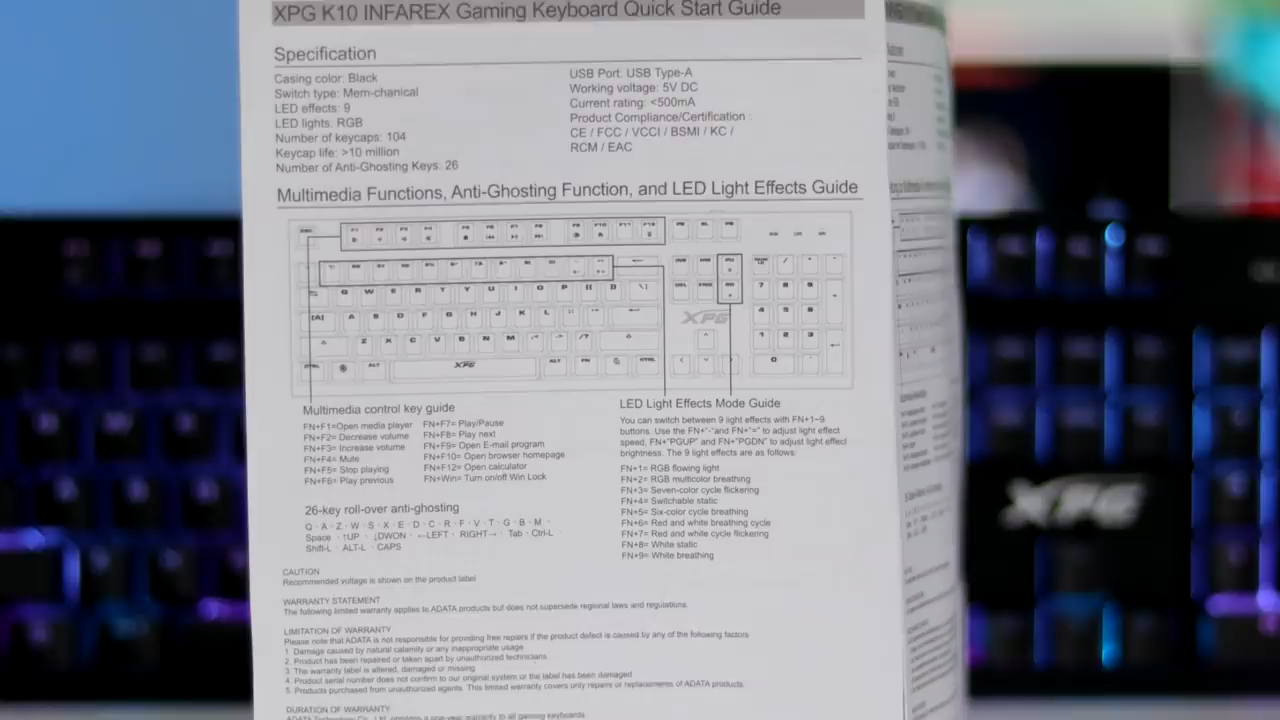 XPG K10 INFAREX Gaming Keyboard Quick Start Guide
Specification
Casing color: Black
Switch type: Mem-chanical
LED effects: 9
LED lights: RGB
Number of keycaps: 104
Keycap life: >10 million
Number of Anti-Ghosting Keys: 26
USB Port: USB Type-A
Working voltage: 5V DC
Current rating: <500mA
Product Compliance/Certification :
CE / FCC / VCCI / BSMI / KC /
RCM / EAC
Multimedia Functions, Anti-Ghosting Function, and LED Light Effects Guide
XPG
XPG
Multimedia control key guide
FN+F1=Open media player
FN+F2= Decrease volume
FN+F3= Increase volume
FN+F4= Mute
FN+F5= Stop playing
FN+F6= Play previous
FN+F7= Play/Pause
FN+F8= Play next
FN+F9= Open E-mail program
FN+F10= Open browser homepage
FN+F12= Open calculator
FN+Win= Turn on/off Win Lock
26-key roll-over anti-ghosting
Q · A · Z · W · S · X · E · D · C · R · F · V · T · G · B · M ·
Space · ↑UP · ↓DWON · ←LEFT · RIGHT→ · Tab · Ctrl-L ·
Shift-L · ALT-L · CAPS
LED Light Effects Mode Guide
You can switch between 9 light effects with FN+1~9
buttons. Use the FN+"-"and FN+"=" to adjust light effect
speed, FN+"PGUP" and FN+"PGDN" to adjust light effect
brightness. The 9 light effects are as follows:
FN+1= RGB flowing light
FN+2= RGB multicolor breathing
FN+3= Seven-color cycle flickering
FN+4= Switchable static
FN+5= Six-color cycle breathing
FN+6= Red and white breathing cycle
FN+7= Red and white cycle flickering
FN+8= White static
FN+9= White breathing
CAUTION
Recommended voltage is shown on the product label
WARRANTY STATEMENT
The following limited warranty applies to ADATA products but does not supersede regional laws and regulations.
LIMITATION OF WARRANTY
Please note that ADATA is not responsible for providing free repairs if the product defect is caused by any of the following factors
1. Damage caused by natural calamity or any inappropriate usage
2. Product has been repaired or taken apart by unauthorized technicians.
3. The warranty label is altered, damaged or missing
4. Product serial number does not confirm to our original system or the label has been damaged
5. Products purchased from unauthorized agents. This limited warranty covers only repairs or replacements of ADATA products.
DURATION OF WARRANTY
ADATA Technology Co., Ltd. provides a one-year warranty to all gaming keyboards
XPG